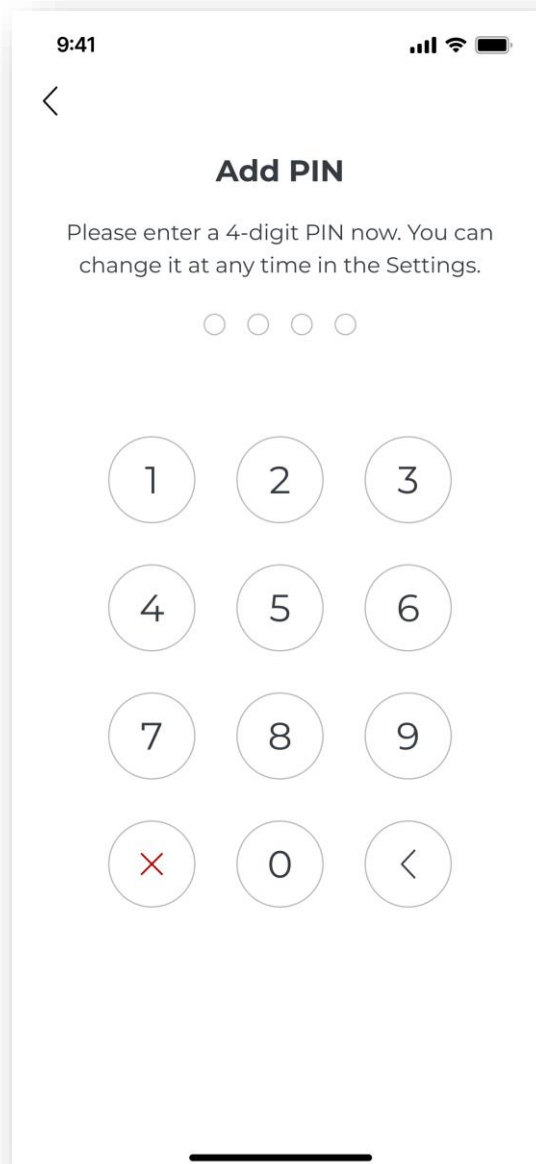 9:41
Add PIN
Please enter a 4-digit PIN now. You can
change it at any time in the Settings.
1 2 3
4 5 6
7 8 9
0